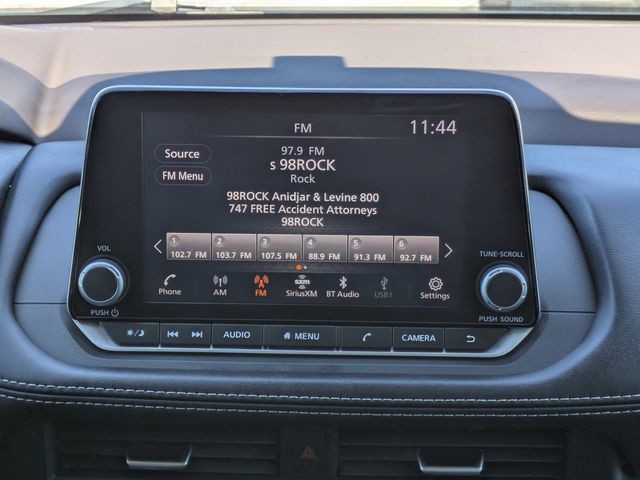 FM
11:44
Source
97.9 FM
s 98ROCK
FM Menu
Rock
98ROCK Anidjar & Levine 800
747 FREE Accident Attorneys
98ROCK
1 2 3 4 5 6
102.7 FM 103.7 FM 107.5 FM 88.9 FM 91.3 FM 92.7 FM
Phone AM FM sxm SiriusXM BT Audio USB1 Settings
VOL
PUSH
TUNE·SCROLL
PUSH SOUND
AUDIO MENU CAMERA